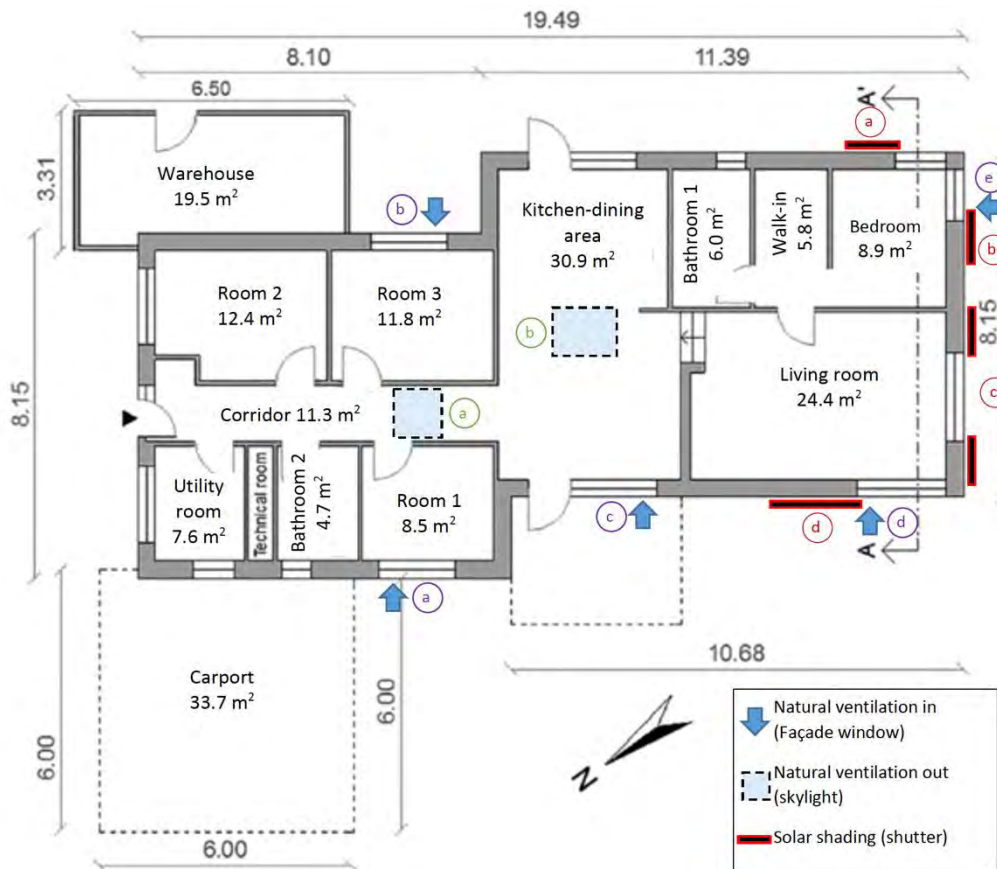 19.49
8.10
11.39
6.50
A'
a
3.31
Warehouse
19.5 m²
b
e
Kitchen-dining
area
30.9 m²
Bathroom 1
6.0 m²
Walk-in
5.8 m²
Bedroom
8.9 m²
b
8.15
Room 2
12.4 m²
Room 3
11.8 m²
b
8.15
Living room
24.4 m²
c
Corridor 11.3 m²
a
Utility
room
7.6 m²
Technical room
Bathroom 2
4.7 m²
Room 1
8.5 m²
c
d
d
A
a
10.68
Carport
33.7 m²
6.00
6.00
N
6.00
Natural ventilation in
(Façade window)
Natural ventilation out
(skylight)
Solar shading (shutter)